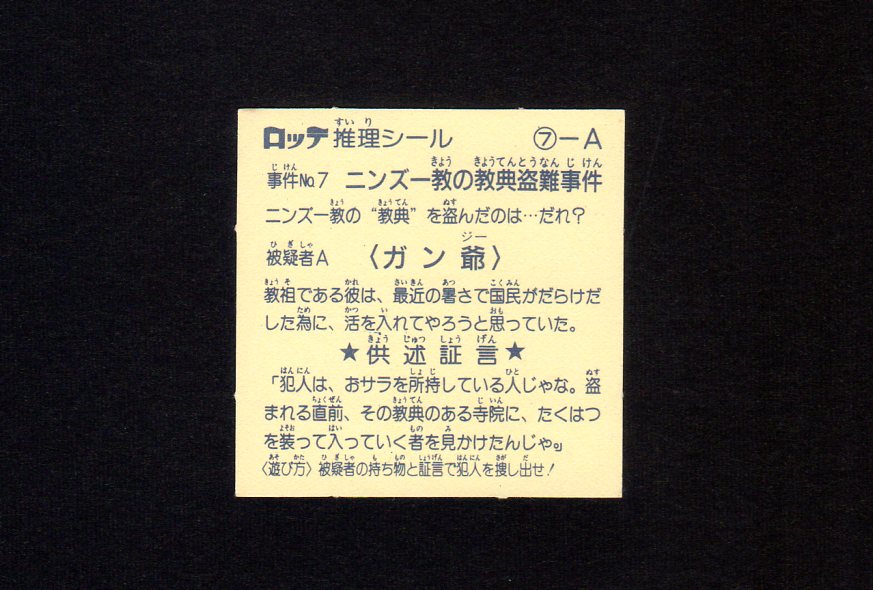 ロッテ 推理シール ⑦ーA
事件No.7 ニンズー教の教典盗難事件
ニンズー教の“教典”を盗んだのは…だれ?
被疑者A 〈ガン爺〉
教祖である彼は、最近の暑さで国民がだらけだ
した為に、活を入れてやろうと思っていた。
★供述証言★
「犯人は、おサラを所持している人じゃな。盗
まれる直前、その教典のある寺院に、たくはつ
を装って入っていく者を見かけたんじゃ。」
〈遊び方〉被疑者の持ち物と証言で犯人を捜し出せ!